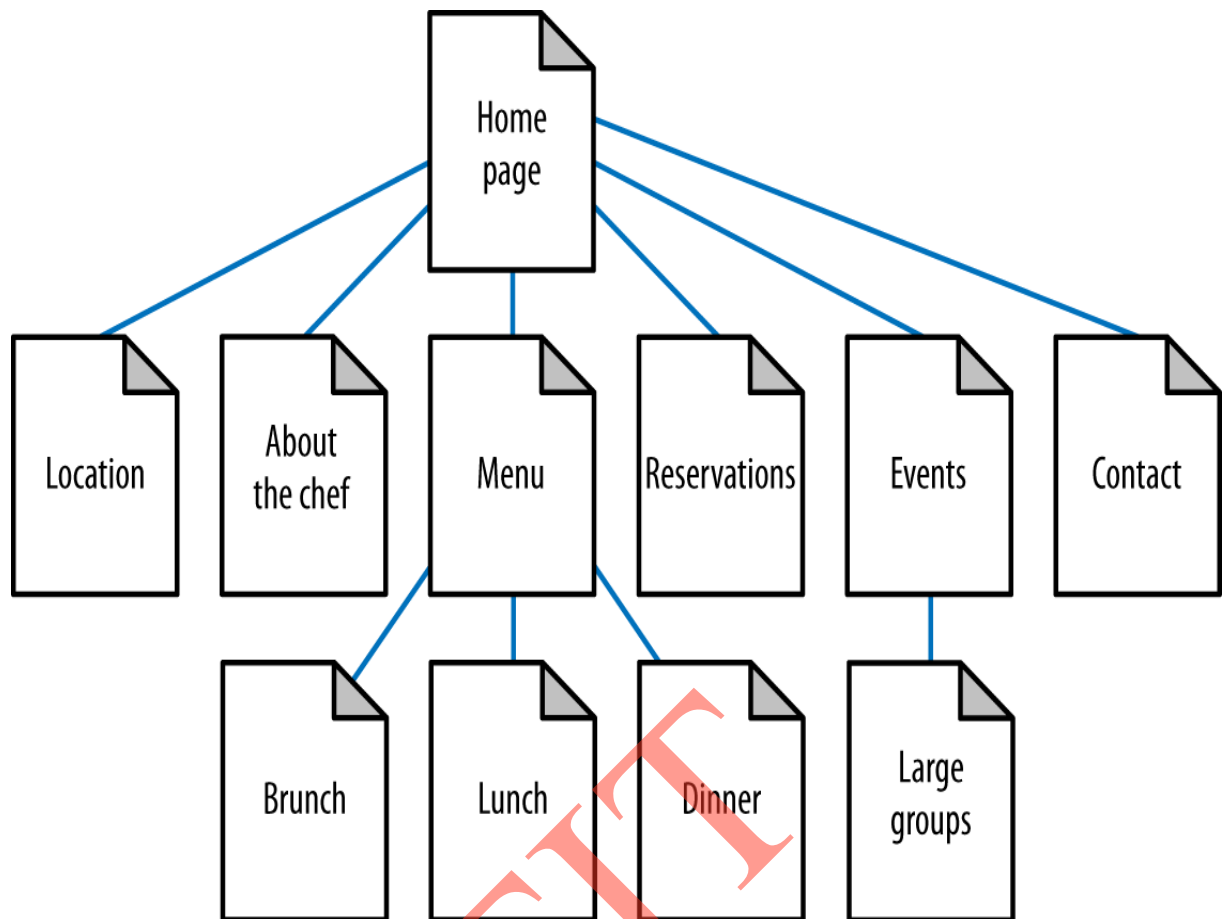 Home
page
Location
About
the chef
Menu
Reservations
Events
Contact
Brunch
Lunch
Dinner
Large
groups